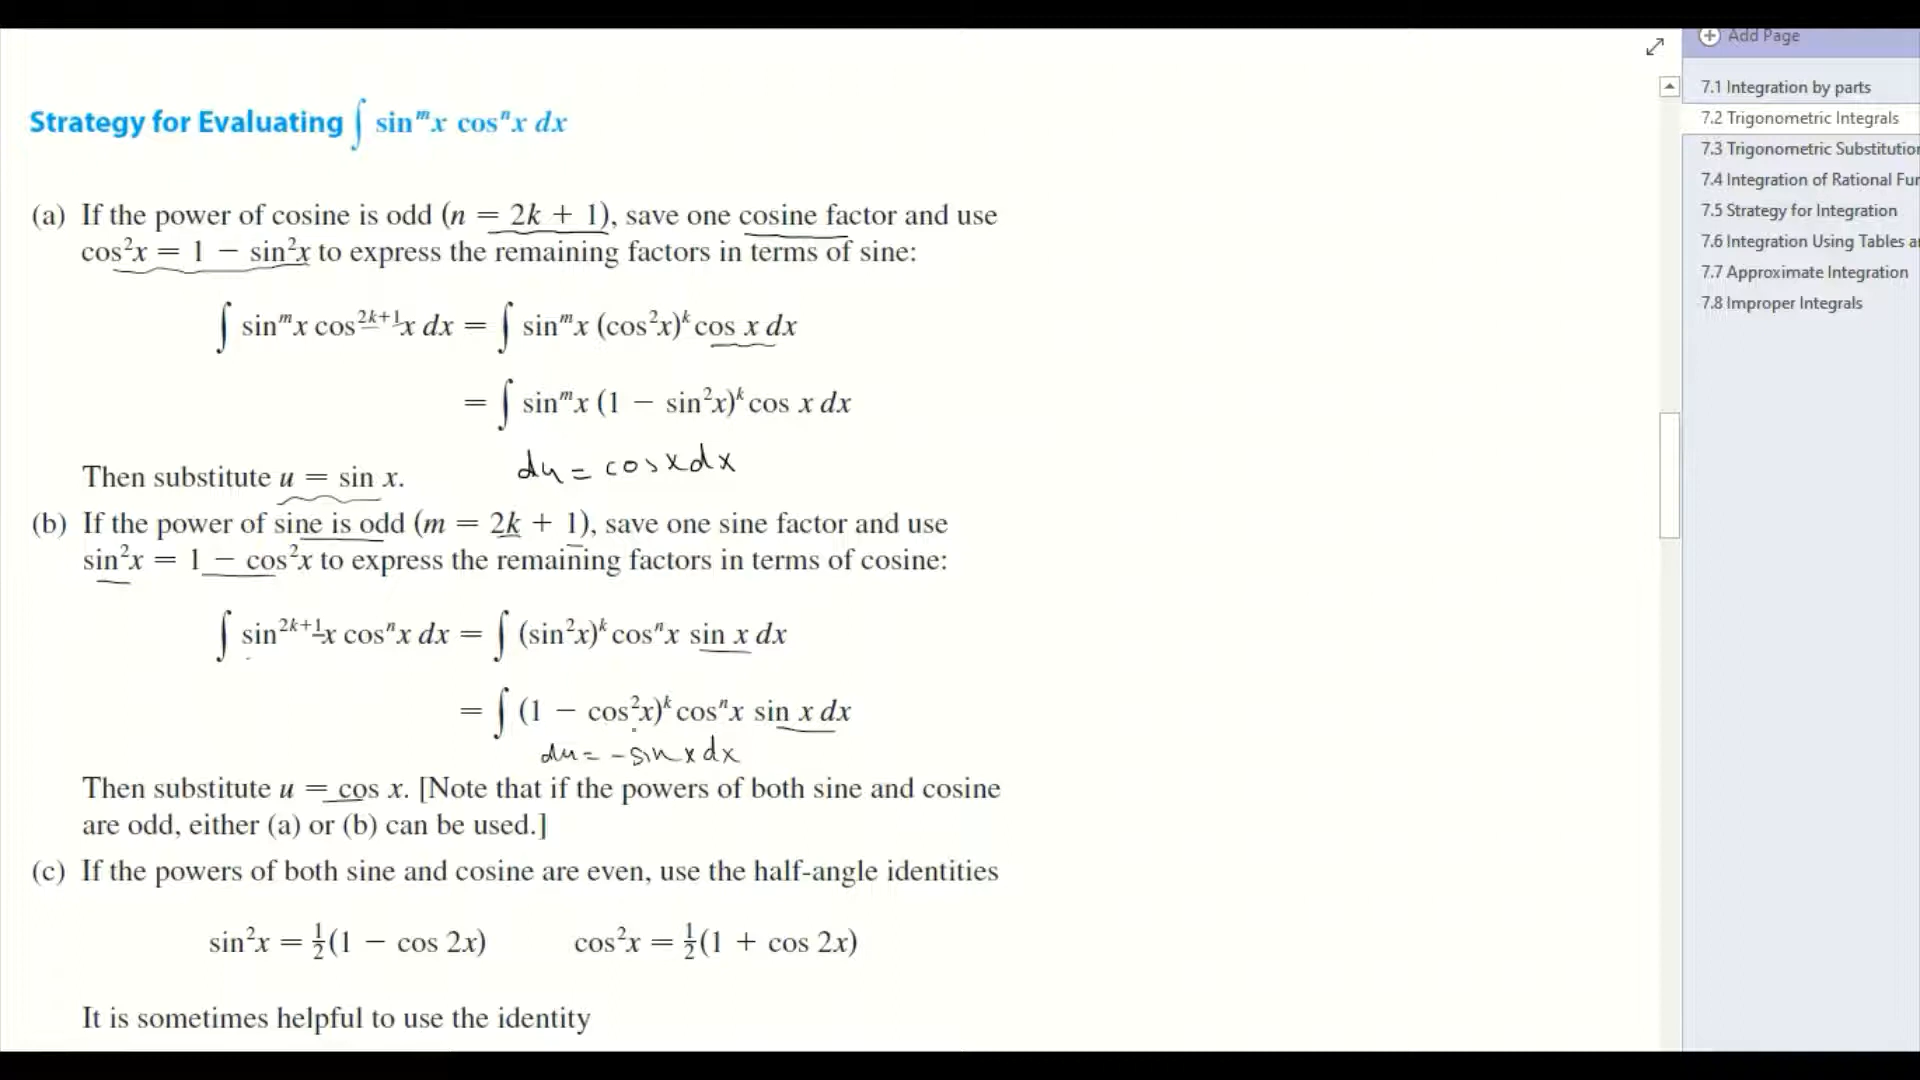 Add Page
7.1 Integration by parts
7.2 Trigonometric Integrals
7.3 Trigonometric Substitution
7.4 Integration of Rational Fun
7.5 Strategy for Integration
7.6 Integration Using Tables a
7.7 Approximate Integration
7.8 Improper Integrals
Strategy for Evaluating ∫ sinᵐx cosⁿx dx
(a) If the power of cosine is odd (n = 2k + 1), save one cosine factor and use
cos²x = 1 − sin²x to express the remaining factors in terms of sine:
∫ sinᵐx cos²ᵏ⁺¹x dx = ∫ sinᵐx (cos²x)ᵏ cos x dx
= ∫ sinᵐx (1 − sin²x)ᵏ cos x dx
du = cosxdx
Then substitute u = sin x.
(b) If the power of sine is odd (m = 2k + 1), save one sine factor and use
sin²x = 1 − cos²x to express the remaining factors in terms of cosine:
∫ sin²ᵏ⁺¹x cosⁿx dx = ∫ (sin²x)ᵏ cosⁿx sin x dx
= ∫ (1 − cos²x)ᵏ cosⁿx sin x dx
du = -sinx dx
Then substitute u = cos x. [Note that if the powers of both sine and cosine
are odd, either (a) or (b) can be used.]
(c) If the powers of both sine and cosine are even, use the half-angle identities
sin²x = ½(1 − cos 2x) cos²x = ½(1 + cos 2x)
It is sometimes helpful to use the identity